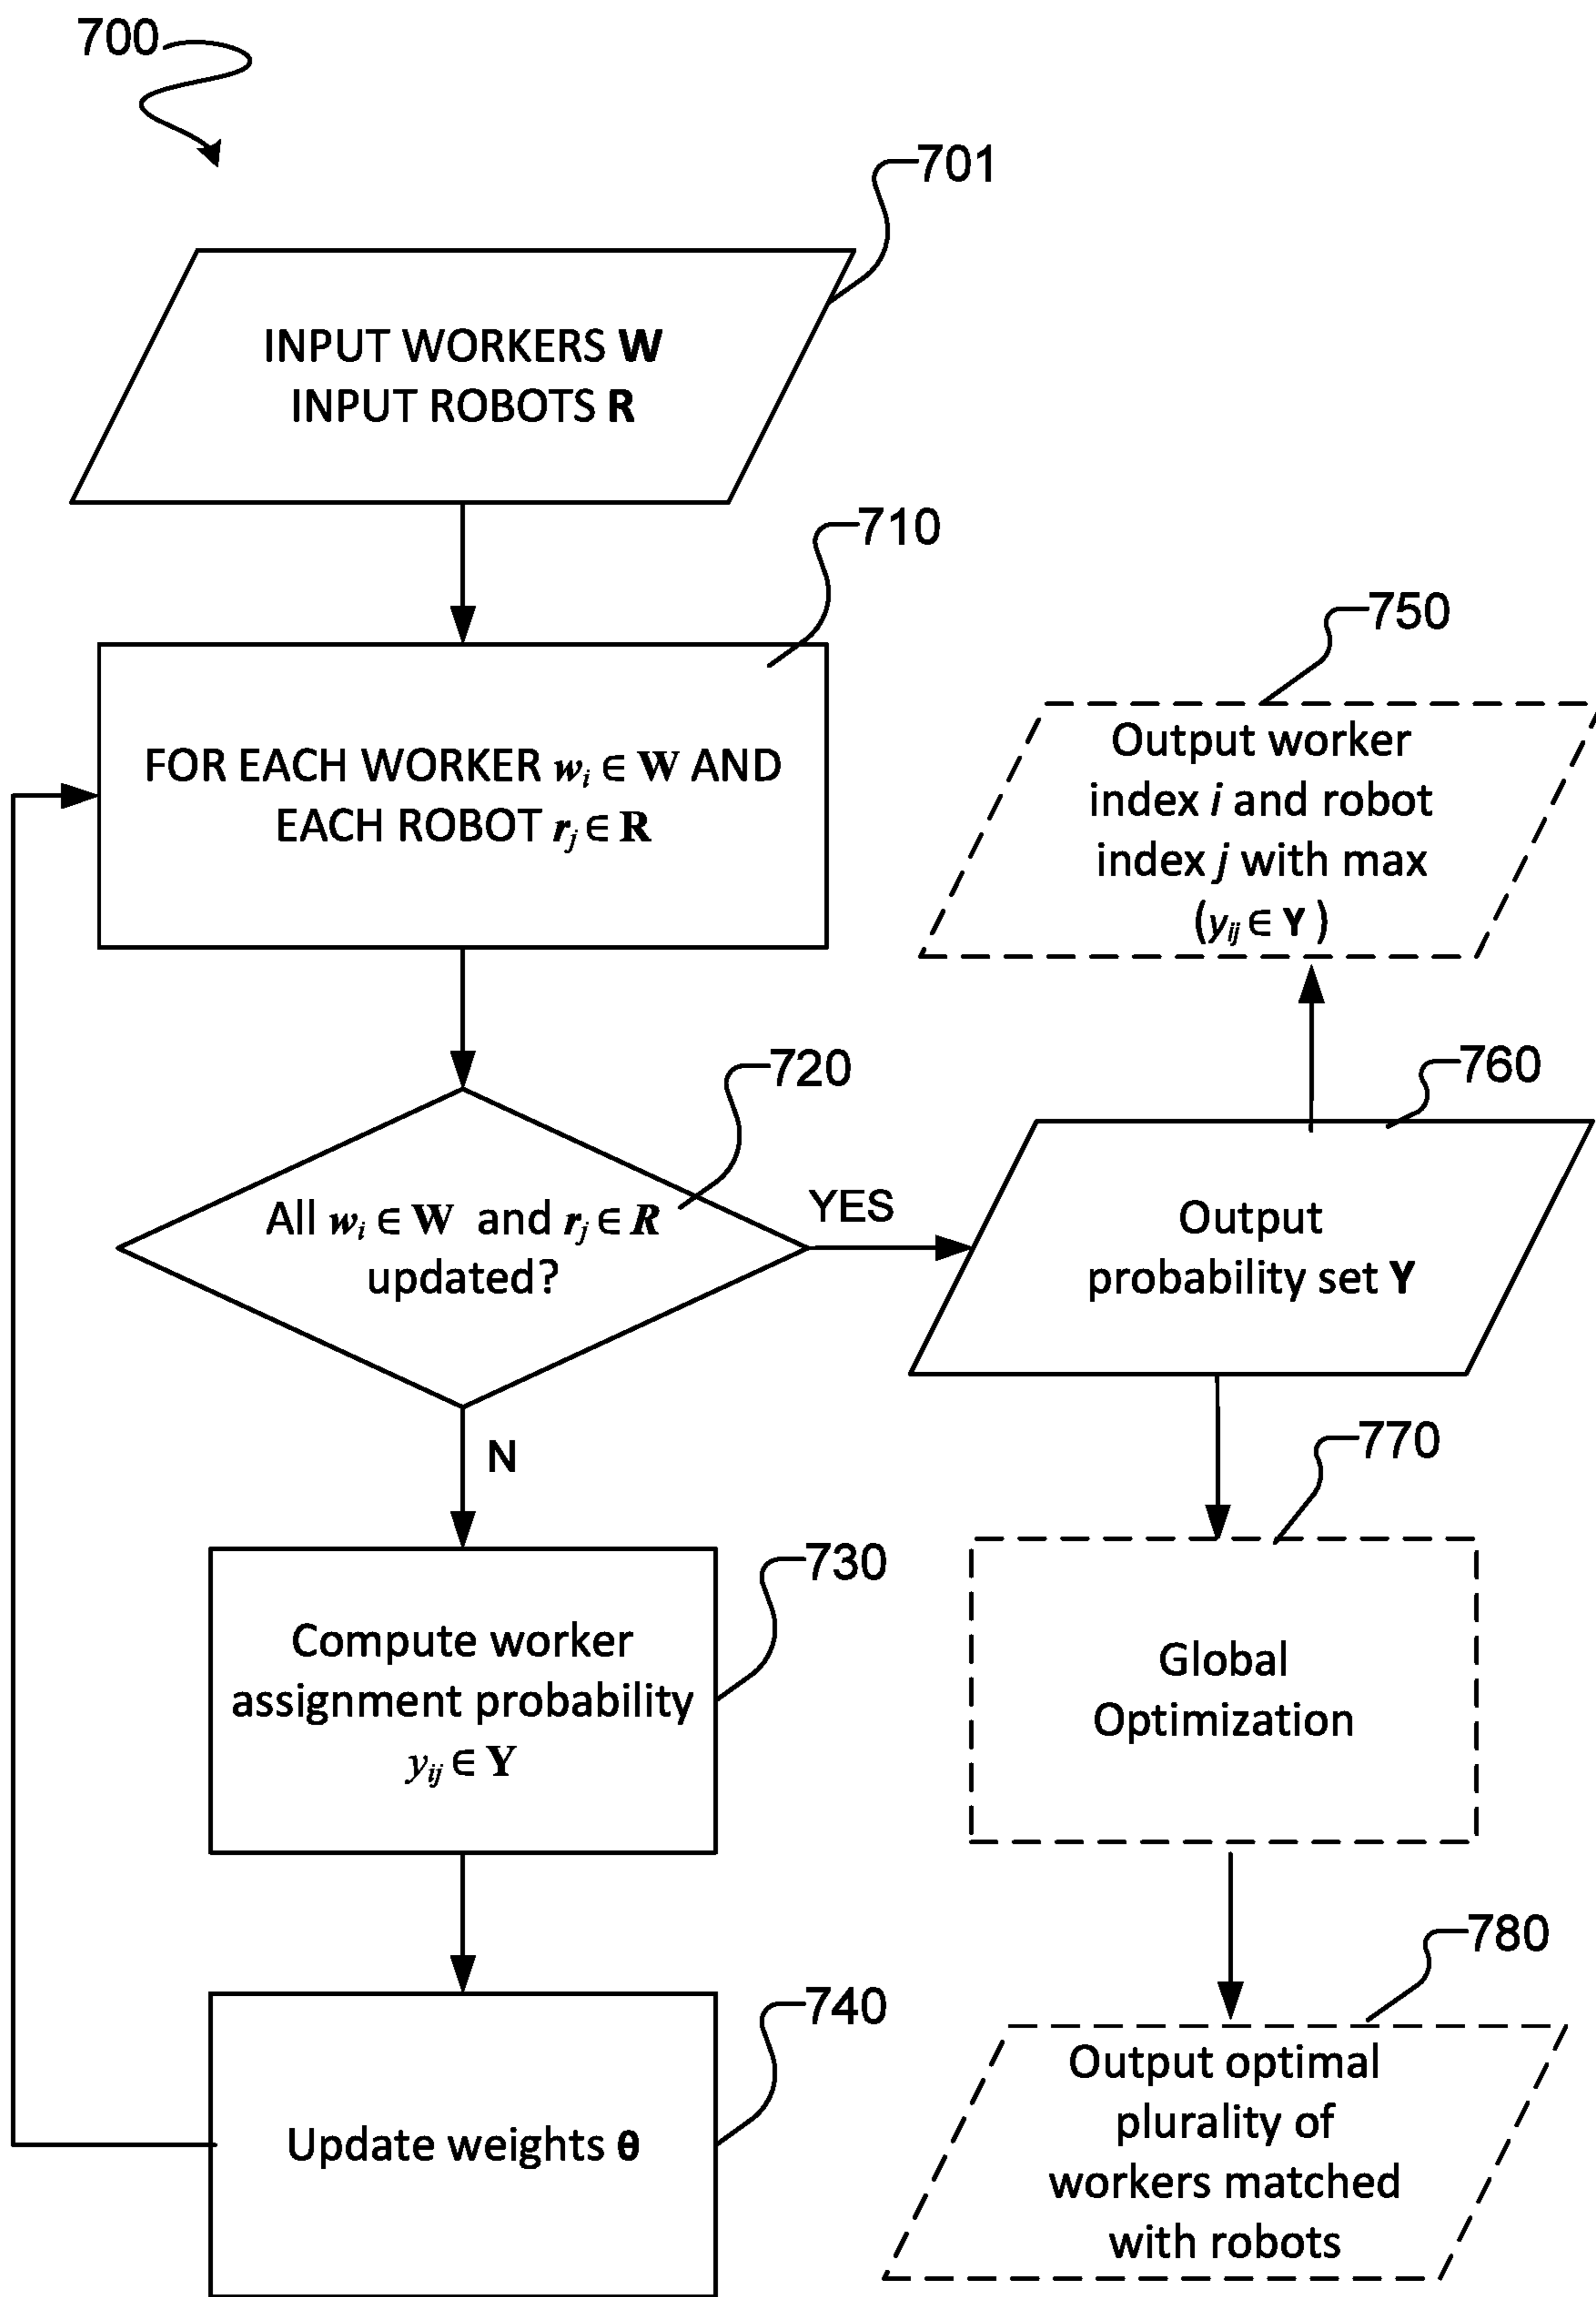 700
701
INPUT WORKERS W
INPUT ROBOTS R
710
FOR EACH WORKER wᵢ ∈ W AND
EACH ROBOT rⱼ ∈ R
720
All wᵢ ∈ W and rⱼ ∈ R
updated?
YES
N
730
Compute worker
assignment probability
yᵢⱼ ∈ Y
740
Update weights θ
750
Output worker
index i and robot
index j with max
(yᵢⱼ ∈ Y )
760
Output
probability set Y
770
Global
Optimization
780
Output optimal
plurality of
workers matched
with robots